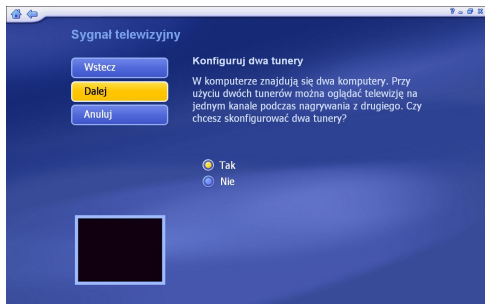 Sygnał telewizyjny
Wstecz
Dalej
Anuluj
Konfiguruj dwa tunery
W komputerze znajdują się dwa komputery. Przy
użyciu dwóch tunerów można oglądać telewizję na
jednym kanale podczas nagrywania z drugiego. Czy
chcesz skonfigurować dwa tunery?
Tak
Nie